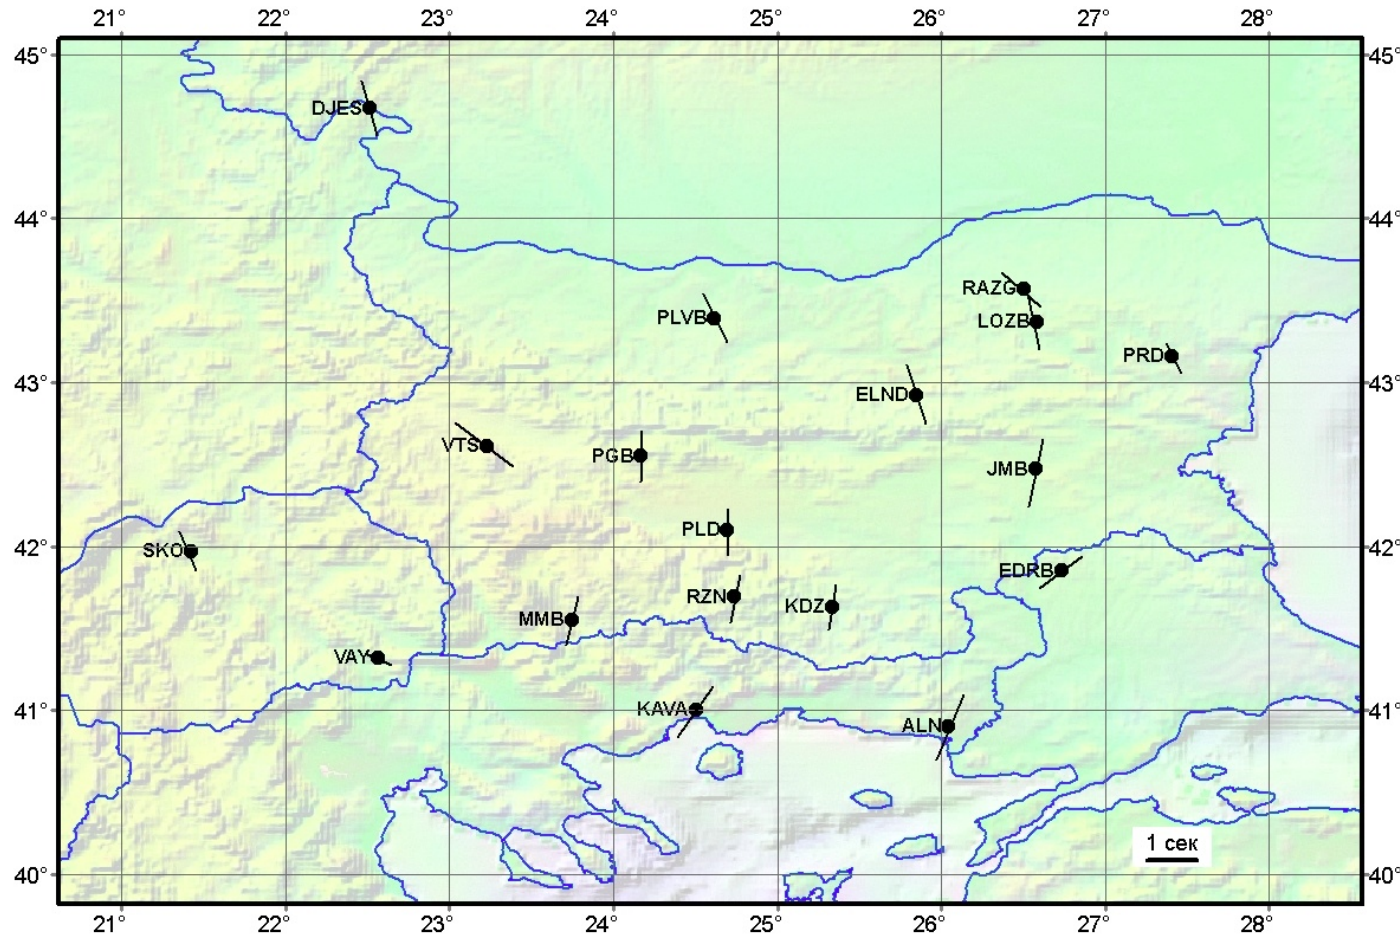 21° 22° 23° 24° 25° 26° 27° 28°
45° 45°
DJES
44° 44°
RAZG
PLVB
LOZB
PRD
43° 43°
ELND
VTS
PGB
JMB
PLD
42° 42°
SKO
EDRB
RZN
KDZ
MMB
VAY
KAVA
41° 41°
ALN
1 сек
40° 40°
21° 22° 23° 24° 25° 26° 27° 28°